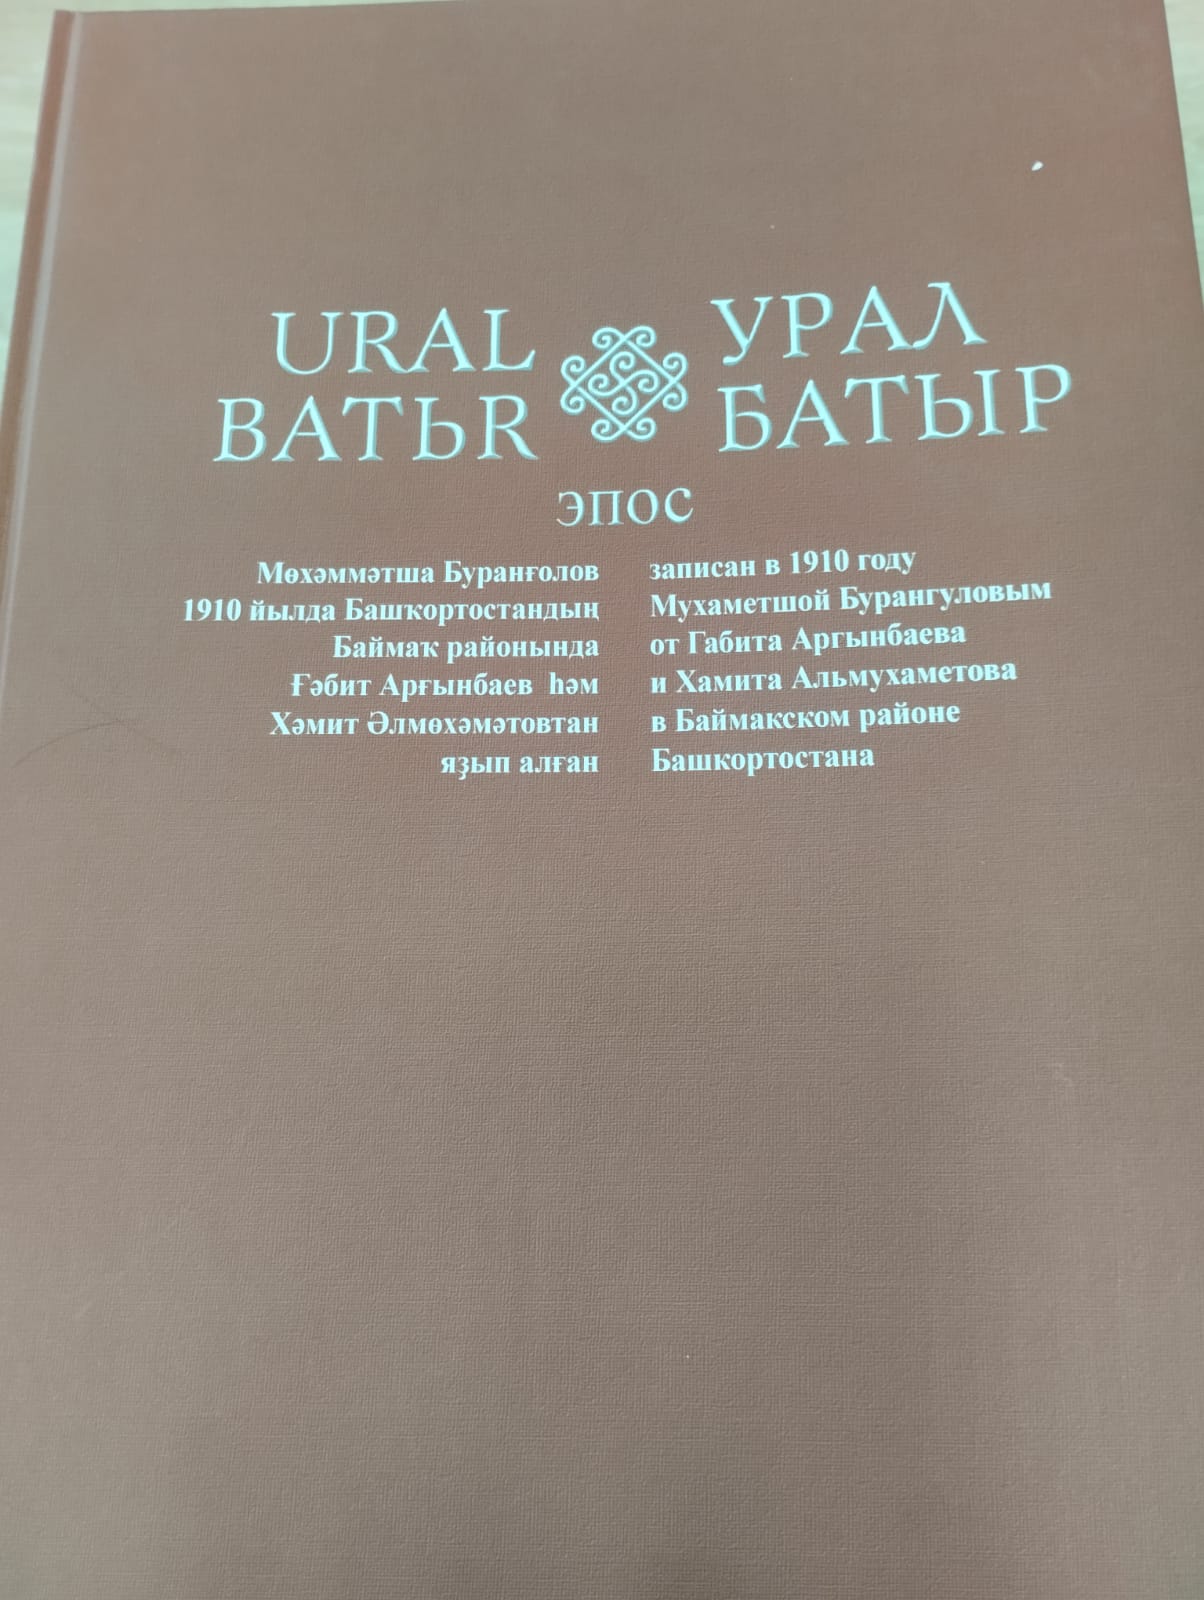 URAL
BATЬR
УРАЛ
БАТЫР
эпос
Мөхәммәтша Буранғолов
1910 йылда Башҡортостандың
Баймаҡ районында
Ғәбит Арғынбаев һәм
Хәмит Әлмөхәмәтовтан
яҙып алған
записан в 1910 году
Мухаметшой Бурангуловым
от Габита Аргынбаева
и Хамита Альмухаметова
в Баймакском районе
Башкортостана